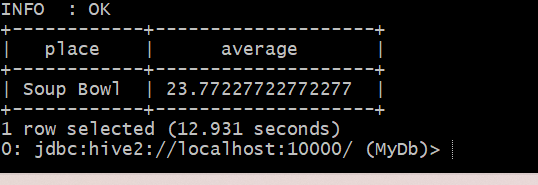 INFO  : OK
+------------+--------------------+
|   place    |      average       |
+------------+--------------------+
| Soup Bowl  | 23.77227722772277  |
+------------+--------------------+
1 row selected (12.931 seconds)
0: jdbc:hive2://localhost:10000/ (MyDb)>